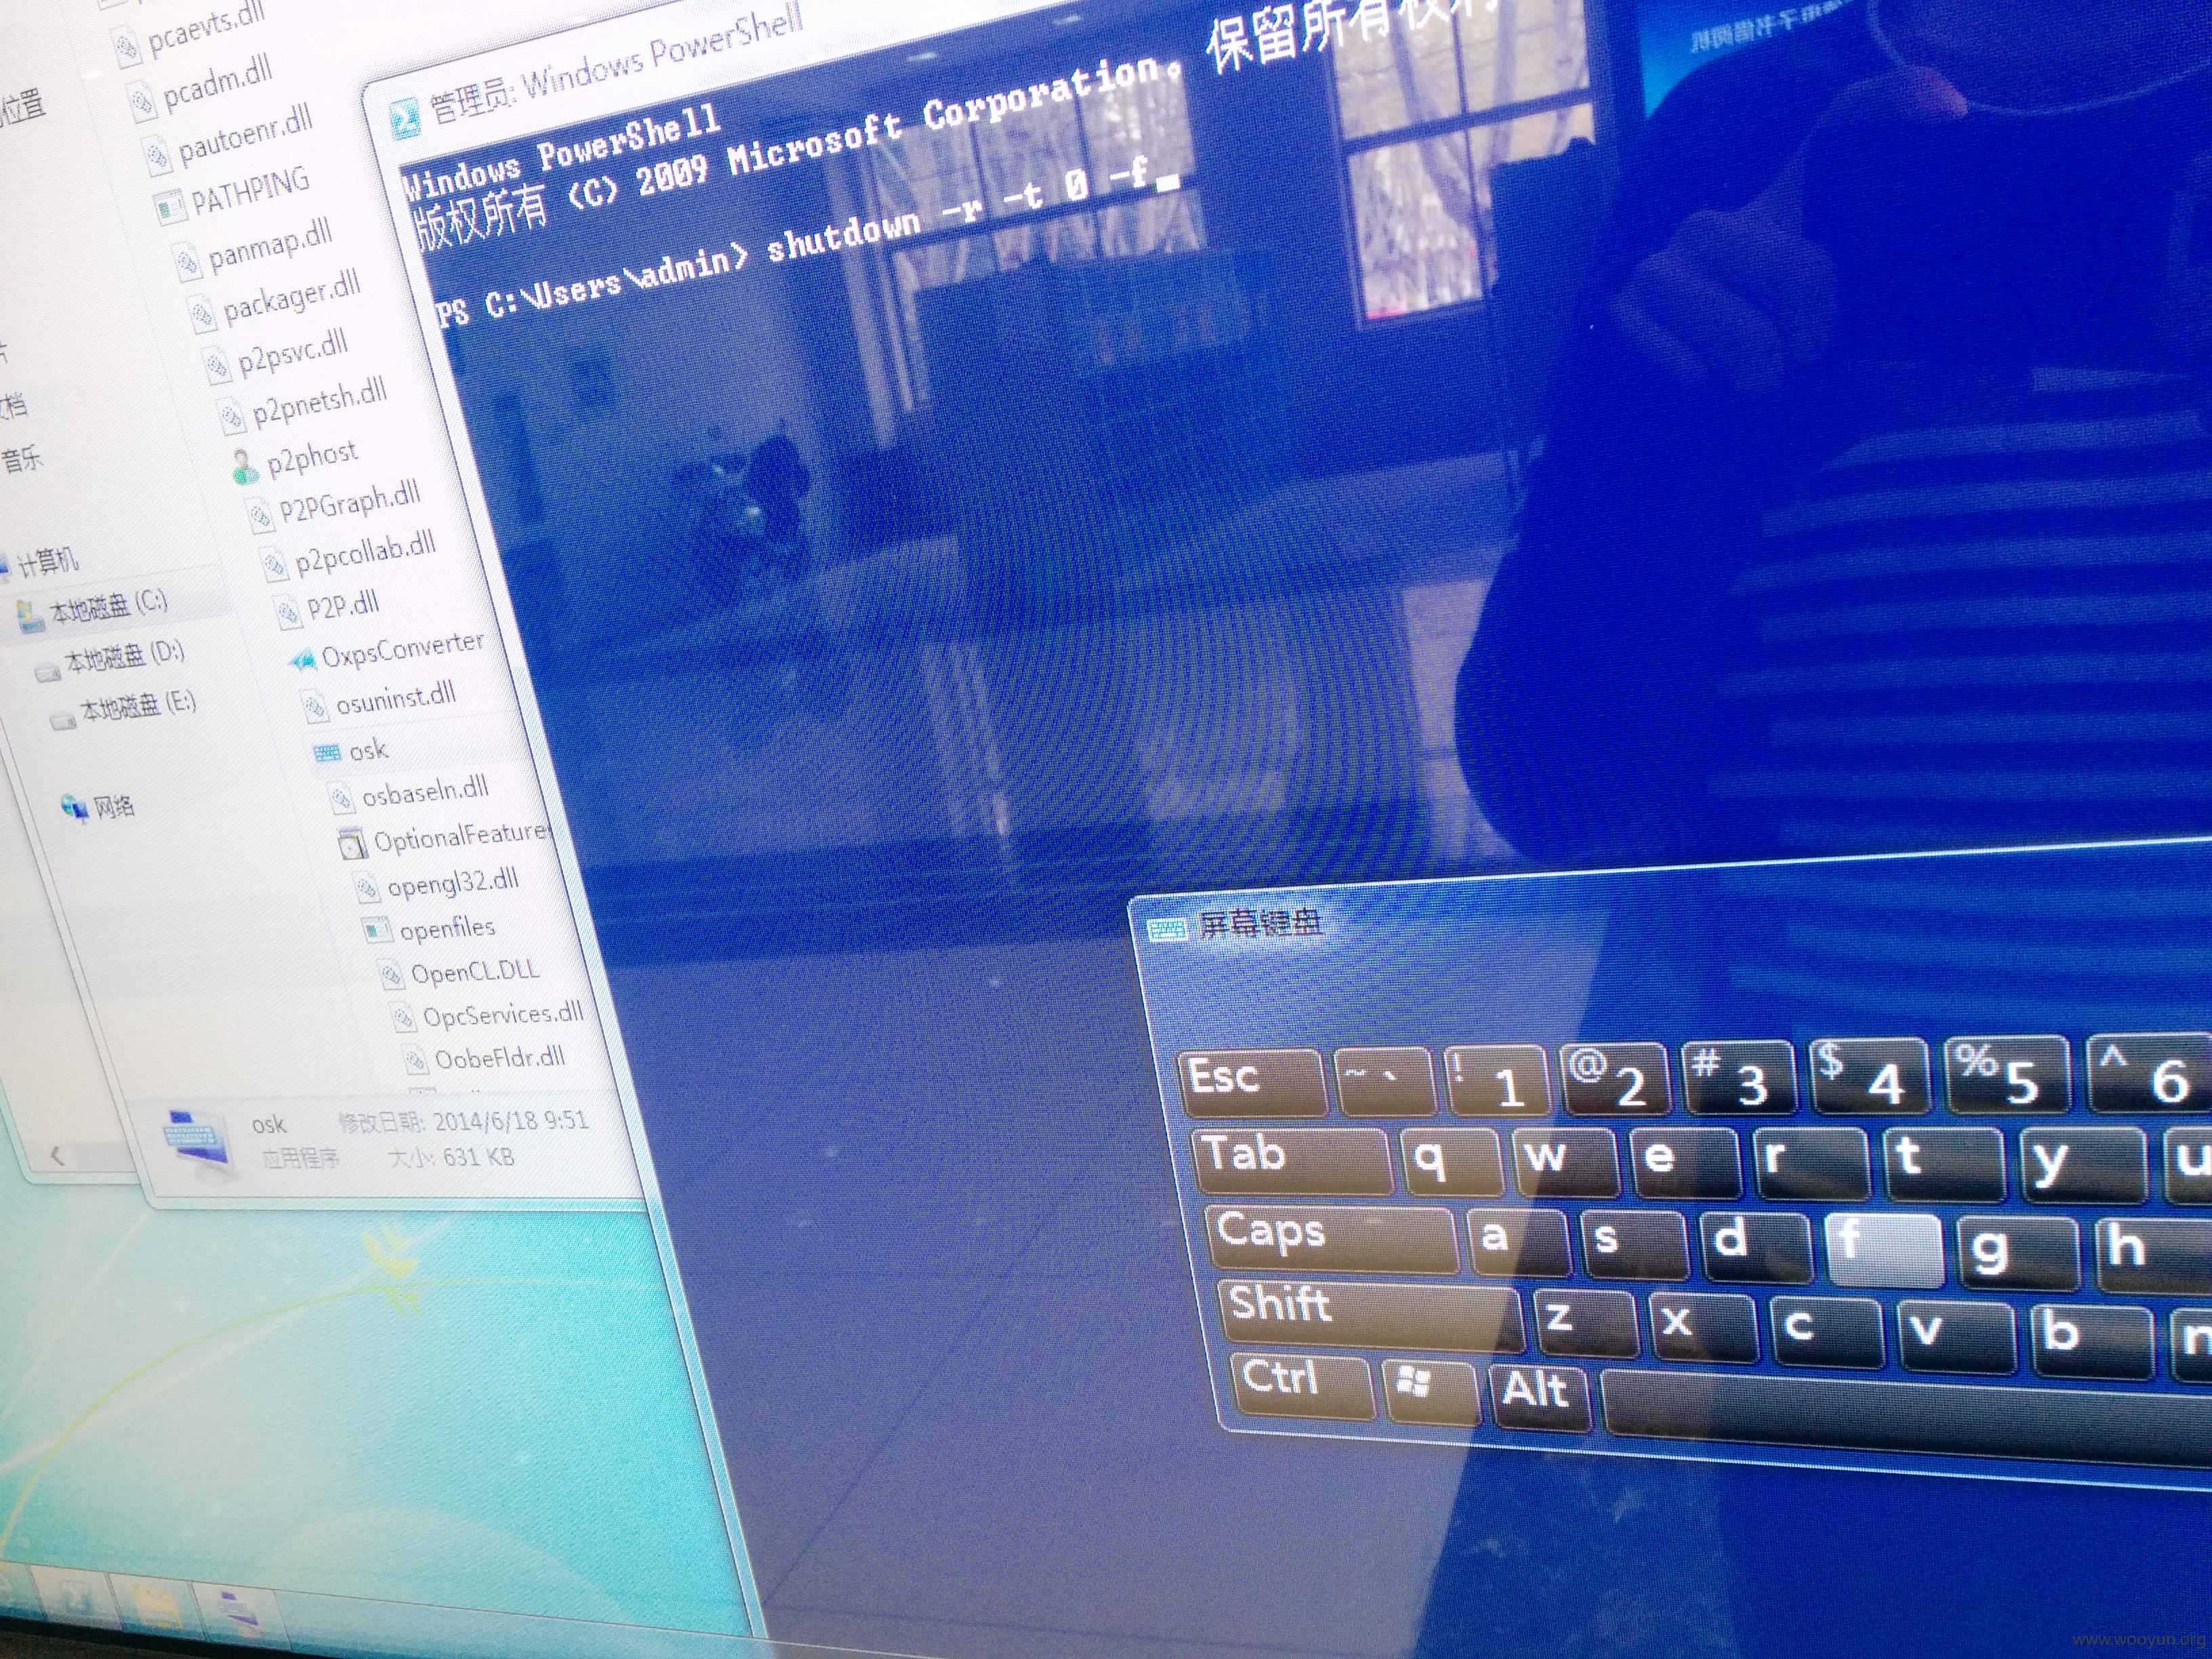 位置
音乐
计算机
本地磁盘 (C:)
本地磁盘 (D:)
本地磁盘 (E:)
网络
pcaevts.dll
pcadm.dll
pautoenr.dll
PATHPING
panmap.dll
packager.dll
p2psvc.dll
p2pnetsh.dll
p2phost
P2PGraph.dll
p2pcollab.dll
P2P.dll
OxpsConverter
osuninst.dll
osk
osbaseln.dll
OptionalFeature
opengl32.dll
openfiles
OpenCL.DLL
OpcServices.dll
OobeFldr.dll
osk 修改日期: 2014/6/18 9:51
应用程序 大小: 631 KB
管理员: Windows PowerShell
Windows PowerShell
版权所有 (C) 2009 Microsoft Corporation。保留所有权利
PS C:\Users\admin> shutdown -r -t 0 -f_
屏幕键盘
Esc ~ ` ! 1 @ 2 # 3 $ 4 % 5 ^ 6
Tab q w e r t y u
Caps a s d f g h
Shift z x c v b n
Ctrl Alt
www.wooyun.org